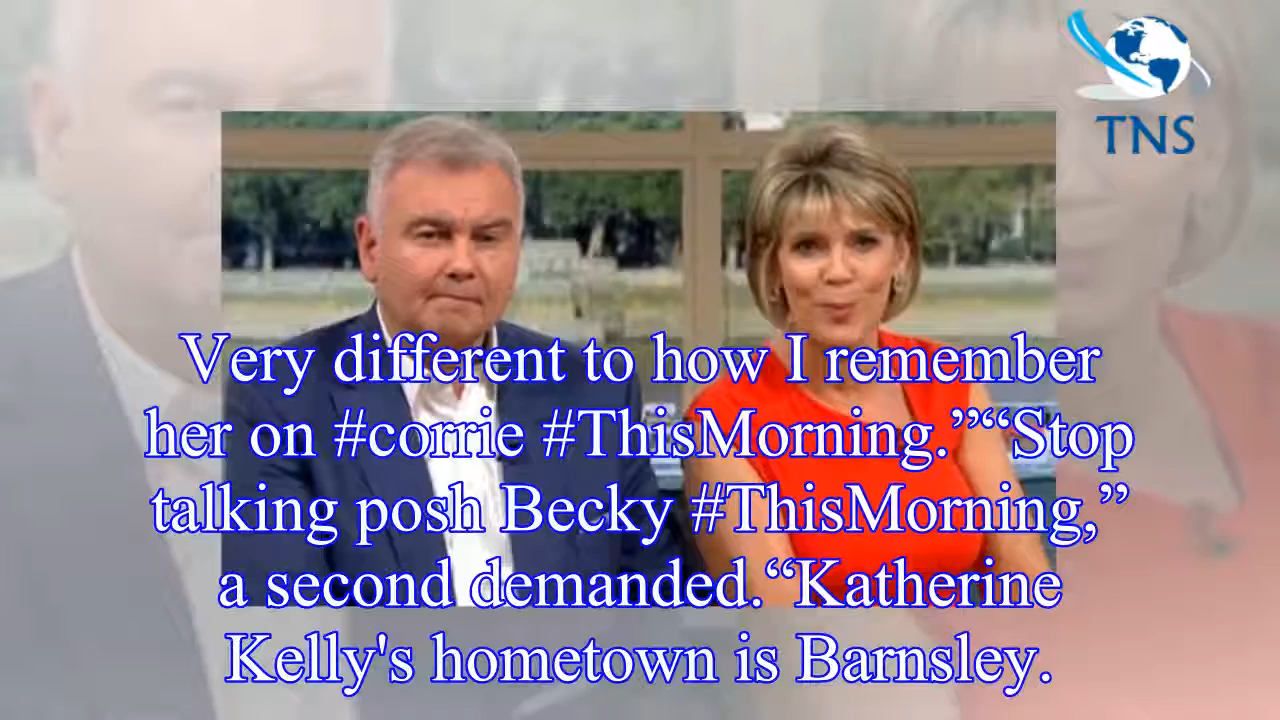 TNS
Very different to how I remember
her on #corrie #ThisMorning.”“Stop
talking posh Becky #ThisMorning,”
a second demanded.“Katherine
Kelly's hometown is Barnsley.